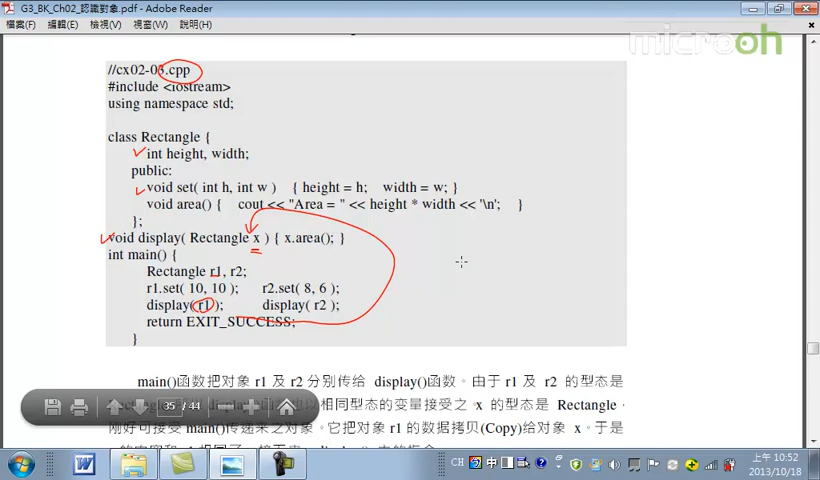 G3_BK_Ch02_認識對象.pdf - Adobe Reader
檔案(F) 編輯(E) 檢視(V) 視窗(W) 說明(H)
microoh
//cx02-03.cpp
#include <iostream>
using namespace std;
class Rectangle {
int height, width;
public:
void set( int h, int w ) { height = h; width = w; }
void area() { cout << "Area = " << height * width << '\n'; }
};
void display( Rectangle x ) { x.area(); }
int main() {
Rectangle r1, r2;
r1.set( 10, 10 ); r2.set( 8, 6 );
display( r1 ); display( r2 );
return EXIT_SUCCESS;
}
main()函数把对象 r1 及 r2 分别传给 display()函数。由于 r1 及 r2 的型态是
以相同型态的变量接受之。x 的型态是 Rectangle,
刚好可接受 main()传递来之对象。它把对象 r1 的数据拷贝(Copy)给对象 x。于是
35 / 44
CH
上午 10:52
2013/10/18